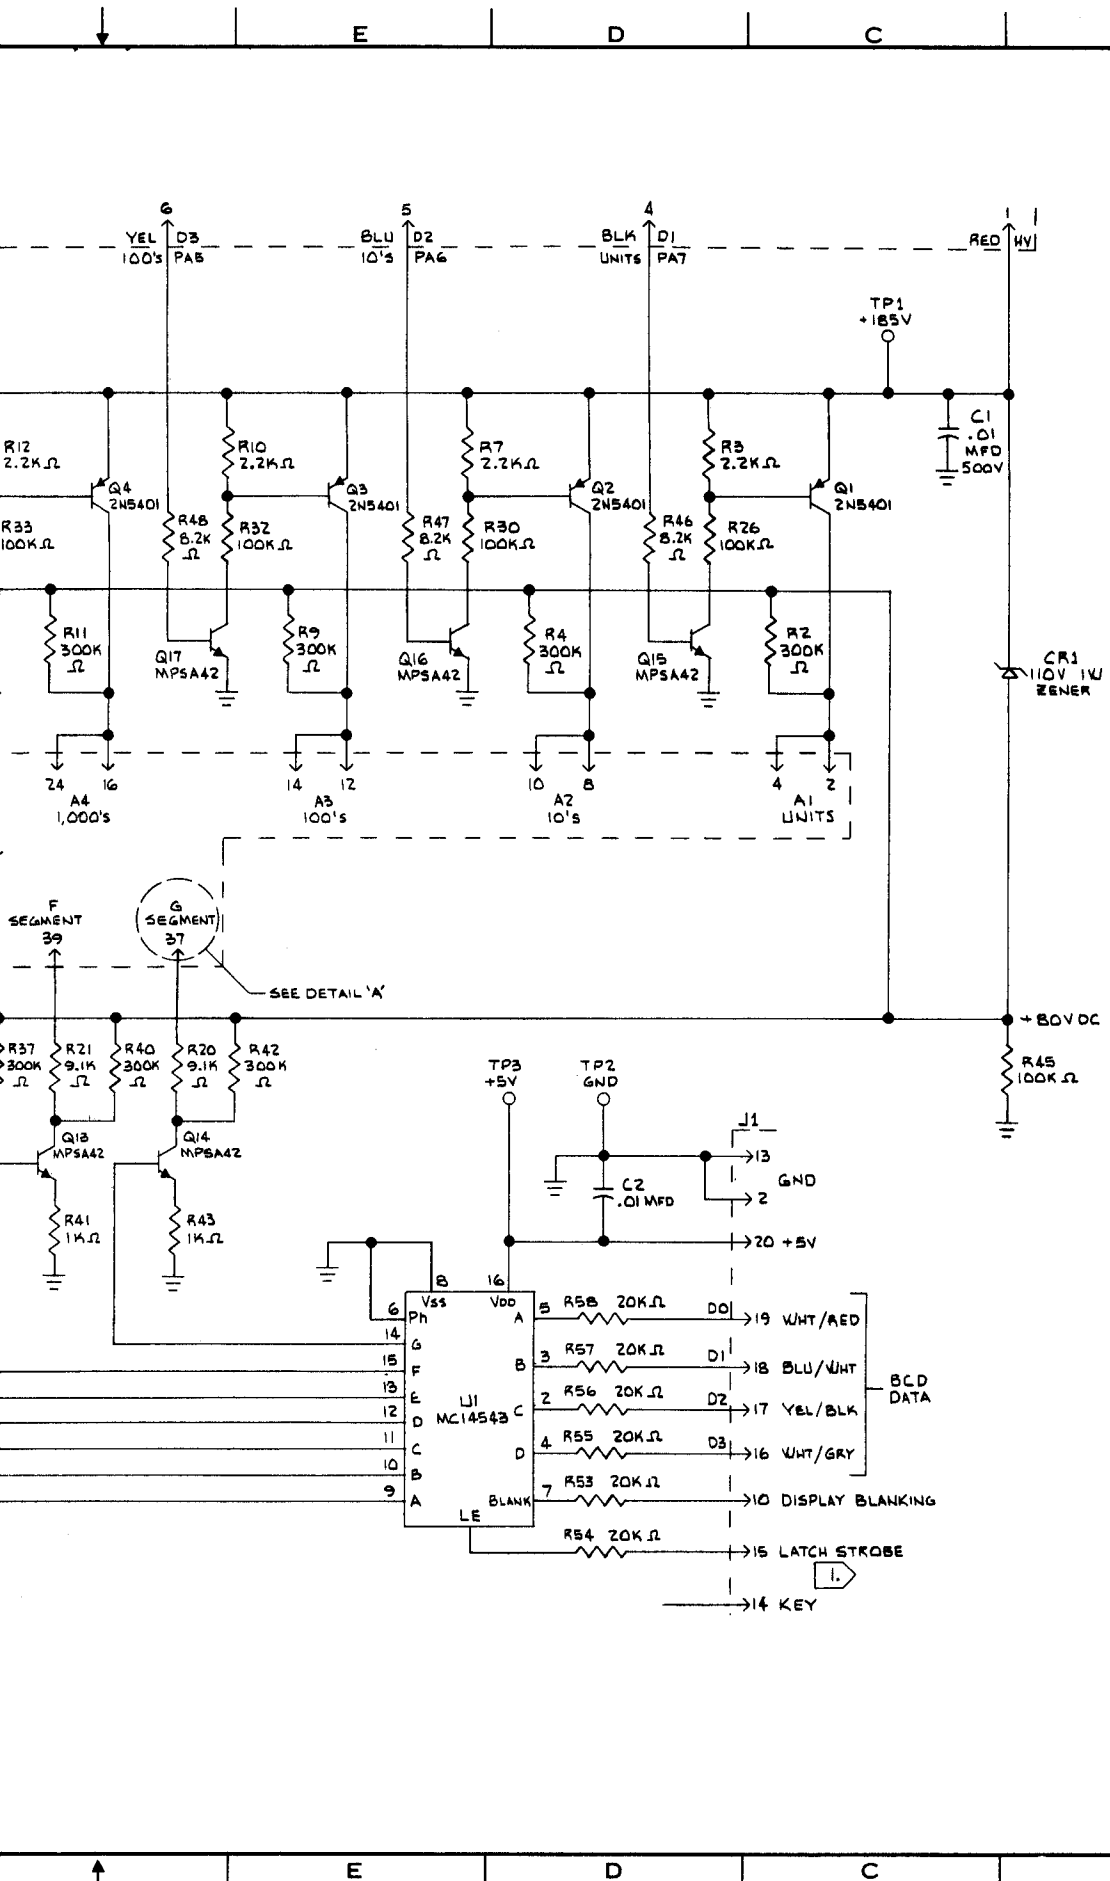 E D C
6 5 4 1
YEL D3 BLU D2 BLK D1 RED HV
100's PA5 10's PA6 UNITS PA7
TP1
+185V
C1
.01
MFD
500V
R12
2.2KΩ
Q4
2N5401
R10
2.2KΩ
Q3
2N5401
R7
2.2KΩ
Q2
2N5401
R3
2.2KΩ
Q1
2N5401
R33
100KΩ
R48
8.2K
Ω
R32
100KΩ
R47
8.2K
Ω
R30
100KΩ
R46
8.2K
Ω
R26
100KΩ
R11
300K
Ω
Q17
MPSA42
R9
300K
Ω
Q16
MPSA42
R4
300K
Ω
Q15
MPSA42
R2
300K
Ω
CR1
110V 1W
ZENER
24 16 14 12 10 8 4 2
A4
1,000's
A3
100's
A2
10's
A1
UNITS
F
SEGMENT
39
G
SEGMENT
37
SEE DETAIL 'A'
+80VDC
R37
300K
Ω
R21
9.1K
Ω
R40
300K
Ω
R20
9.1K
Ω
R42
300K
Ω
R45
100KΩ
TP3
+5V
TP2
GND
Q13
MPSA42
Q14
MPSA42
J1
13
GND
2
C2
.01MFD
R41
1KΩ
R43
1KΩ
20 +5V
8 16
VSS VDD
6 Ph
14 G
15 F
13 E
12 D
11 C
10 B
9 A
U1
MC14543
A 5 R58 20KΩ D0 19 WHT/RED
B 3 R57 20KΩ D1 18 BLU/WHT
C 2 R56 20KΩ D2 17 YEL/BLK
D 4 R55 20KΩ D3 16 WHT/GRY
BCD
DATA
BLANK 7 R53 20KΩ 10 DISPLAY BLANKING
LE R54 20KΩ 15 LATCH STROBE
1.
14 KEY
E D C